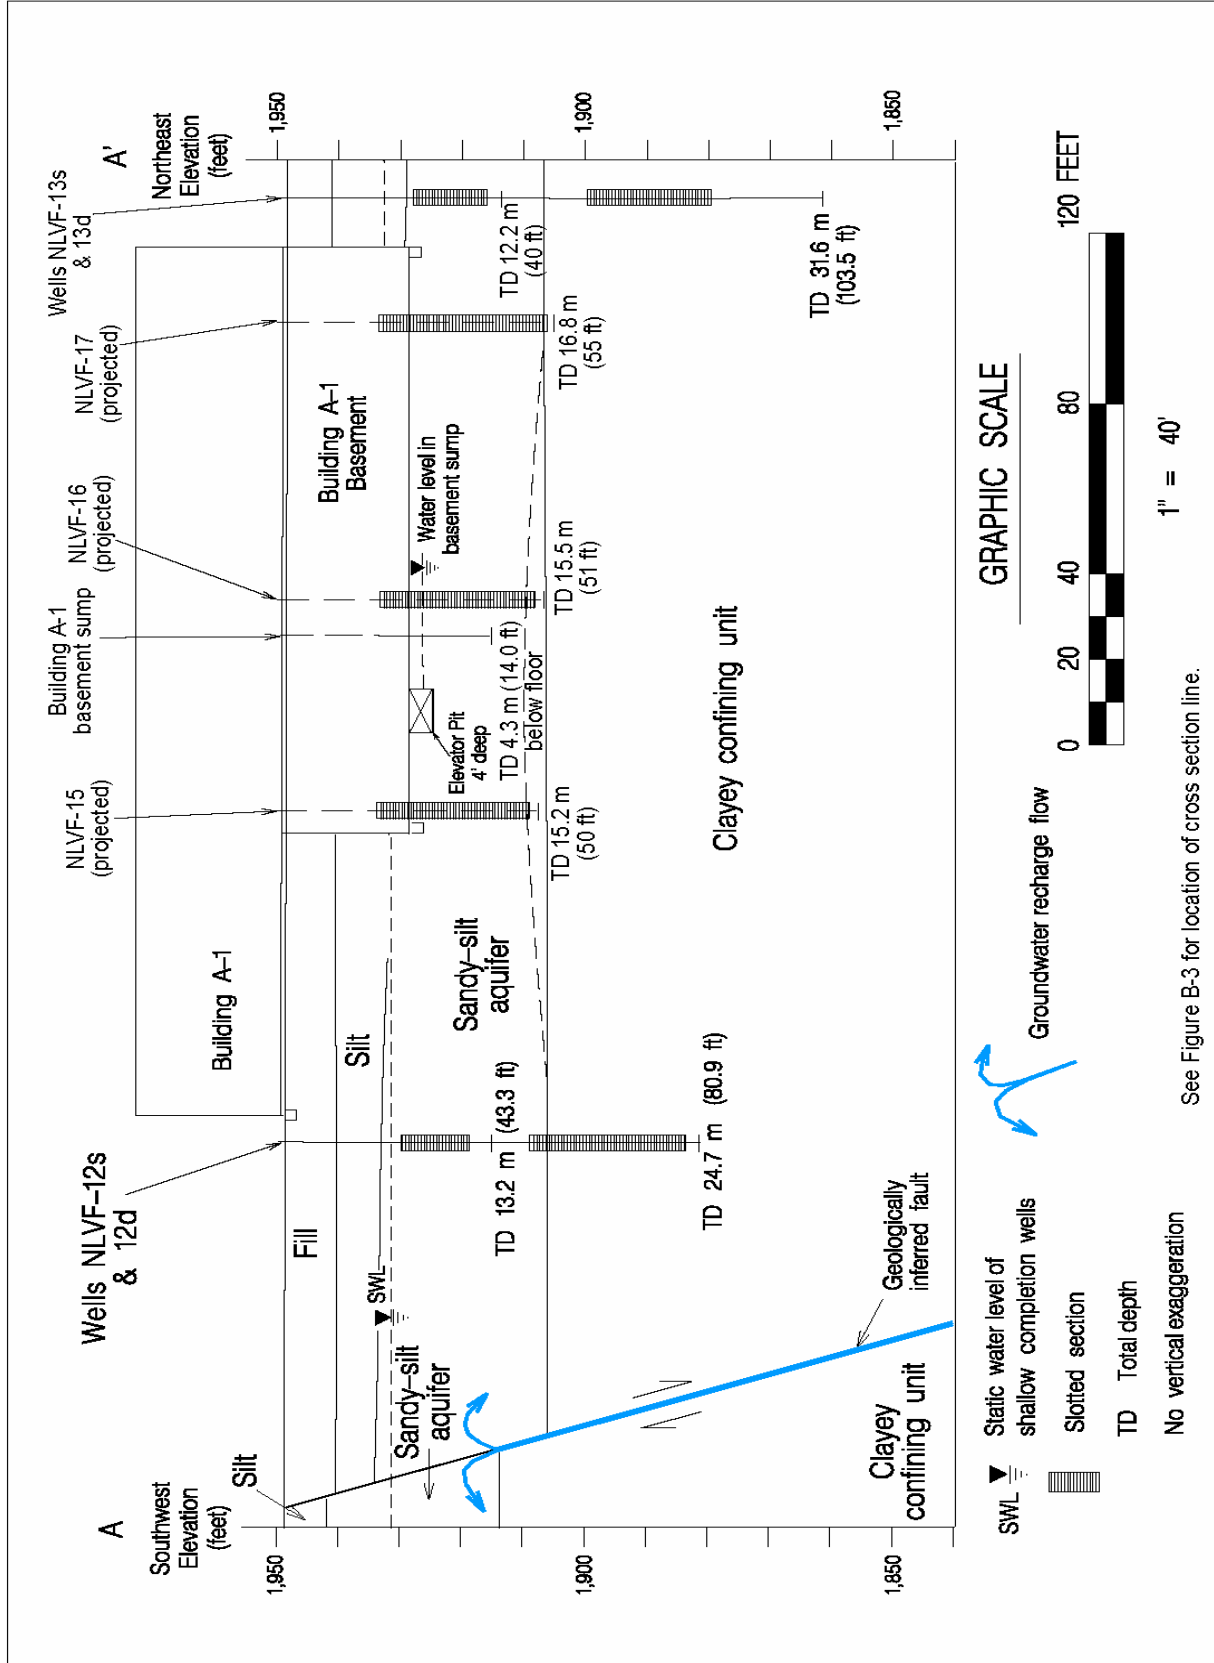 A
Southwest
Elevation
(feet)
1,950
1,900
1,850
Wells NLVF–12s
& 12d
NLVF-15
(projected)
Building A-1
basement sump
NLVF-16
(projected)
NLVF-17
(projected)
Wells NLVF-13s
& 13d
A'
Northeast
Elevation
(feet)
1,950
1,900
1,850
Building A–1
Building A–1
Basement
Silt
Fill
Silt
SWL
Sandy–silt
aquifer
Sandy–silt
aquifer
Water level in
basement sump
Elevator Pit
4' deep
TD 4.3 m (14.0 ft)
below floor
TD 13.2 m (43.3 ft)
TD 15.2 m
(50 ft)
TD 15.5 m
(51 ft)
TD 16.8 m
(55 ft)
TD 12.2 m
(40 ft)
TD 24.7 m (80.9 ft)
TD 31.6 m
(103.5 ft)
Clayey confining unit
Clayey
confining unit
Geologically
inferred fault
SWL
Static water level of
shallow completion wells
Slotted section
TD Total depth
No vertical exaggeration
Groundwater recharge flow
See Figure B-3 for location of cross section line.
GRAPHIC SCALE
0 20 40 80 120 FEET
1" = 40'